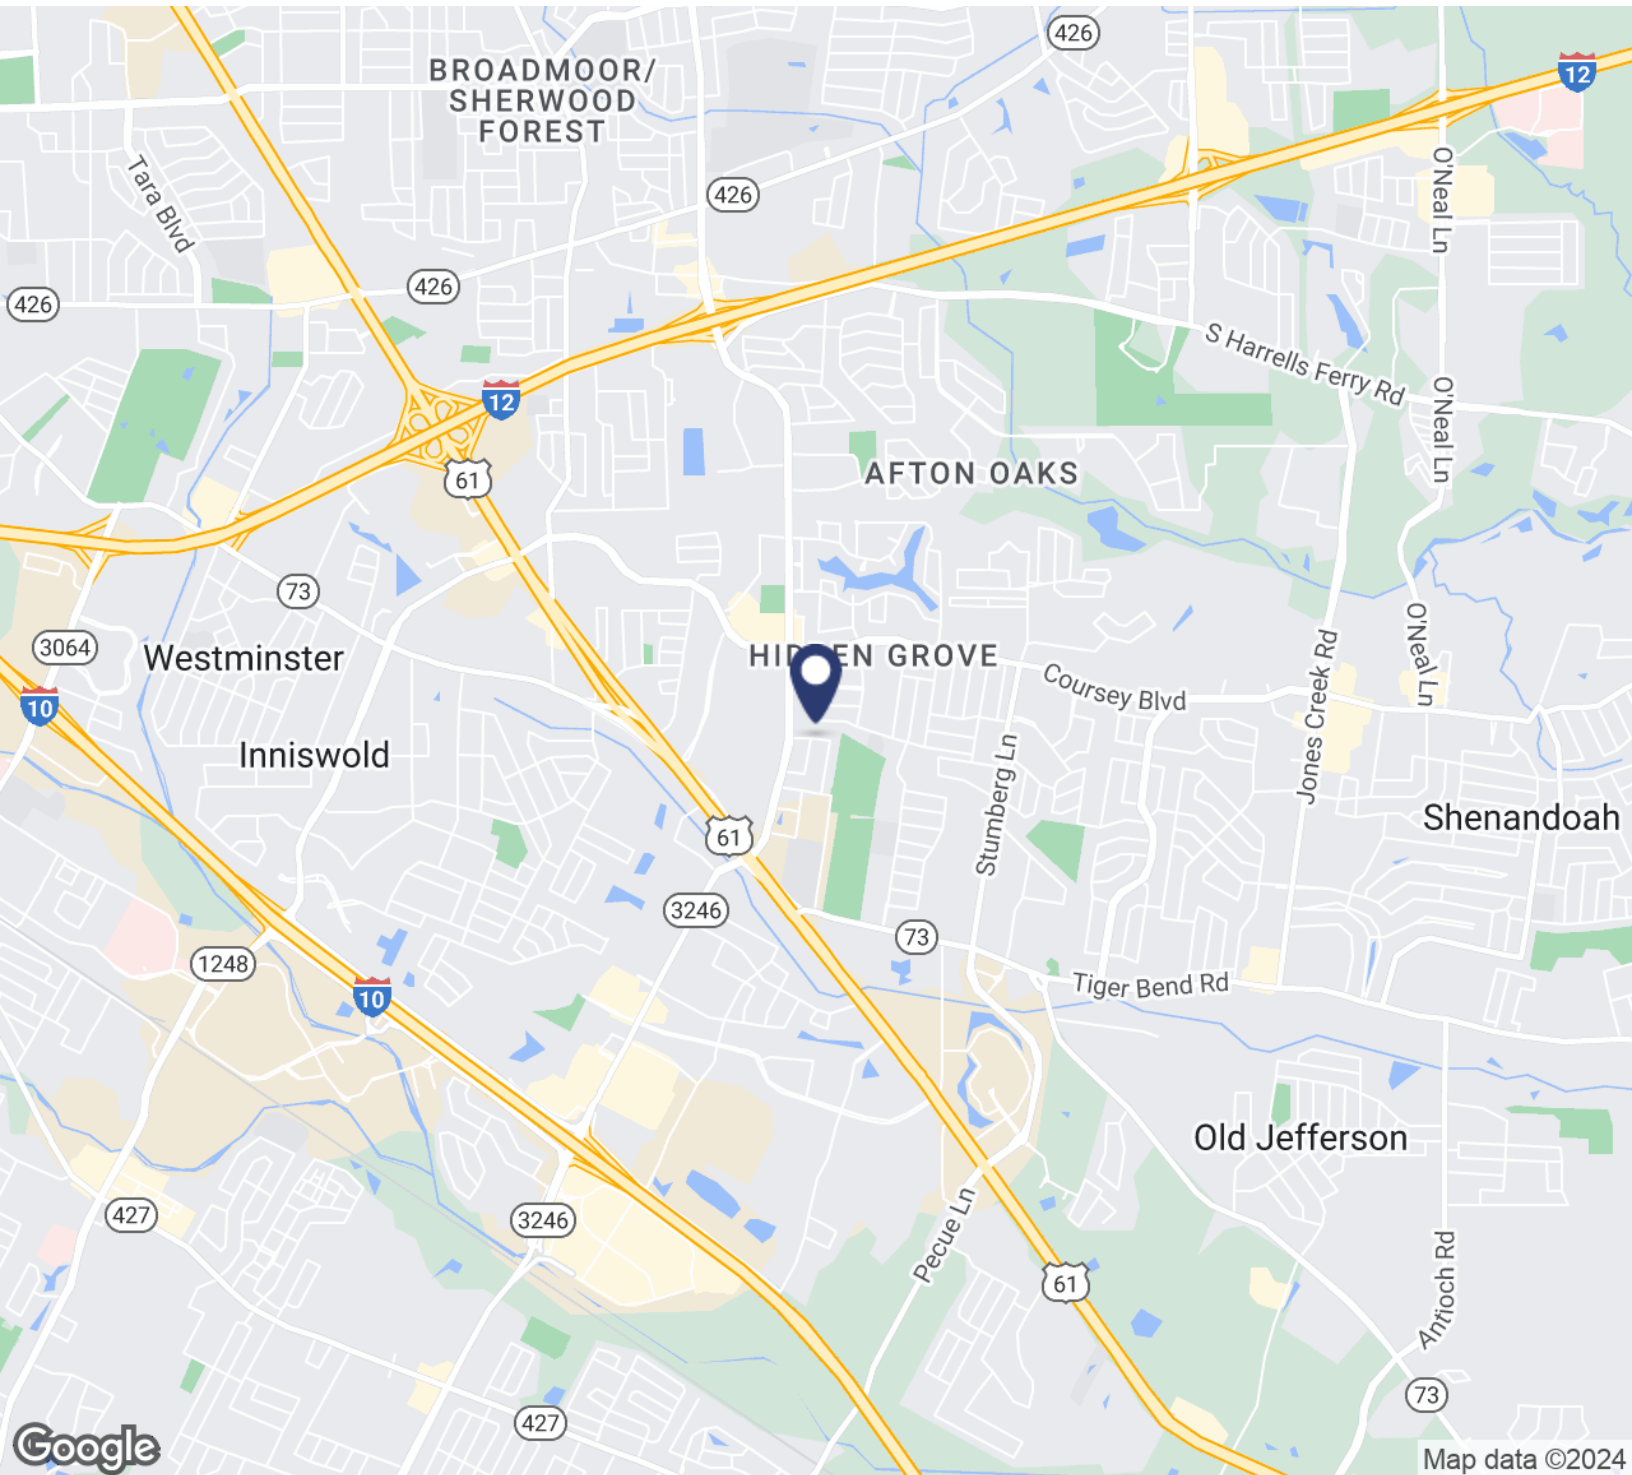 426
12
BROADMOOR/
SHERWOOD
FOREST
Tara Blvd
426
O'Neal Ln
426
426
S Harrells Ferry Rd
12
O'Neal Ln
61
AFTON OAKS
73
3064
Westminster
HIDDEN GROVE
O'Neal Ln
Coursey Blvd
Jones Creek Rd
10
Inniswold
Stumberg Ln
Shenandoah
61
3246
73
1248
10
Tiger Bend Rd
Old Jefferson
427
3246
Pecue Ln
61
Antioch Rd
73
427
Google
Map data ©2024